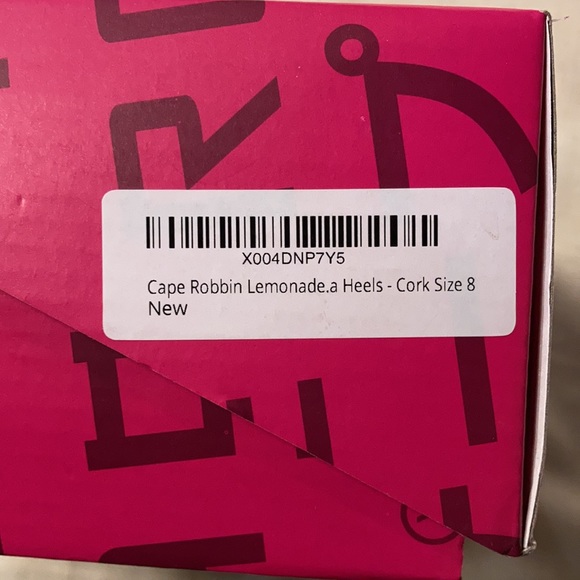 X004DNP7Y5
Cape Robbin Lemonade.a Heels - Cork Size 8
New